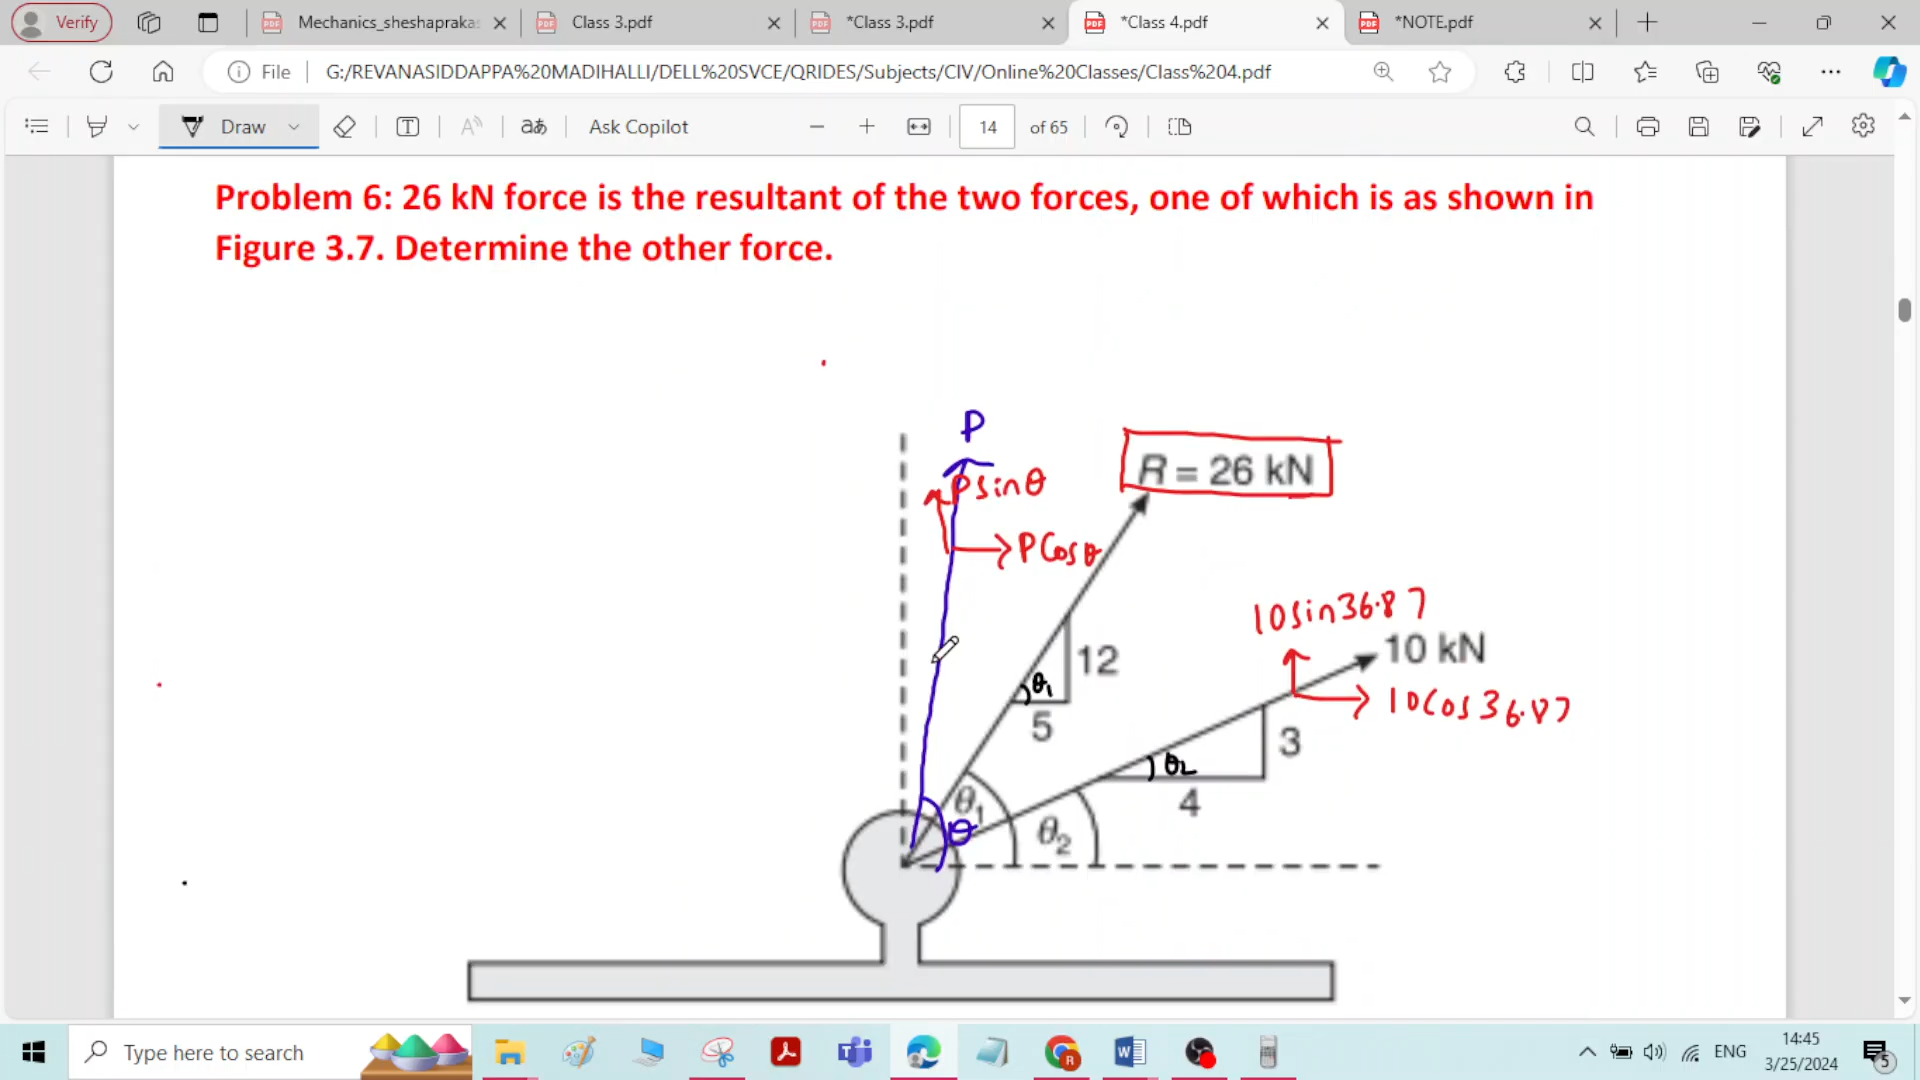 Verify
Mechanics_sheshapraka
Class 3.pdf
*Class 3.pdf
*Class 4.pdf
*NOTE.pdf
File
G:/REVANASIDDAPPA%20MADIHALLI/DELL%20SVCE/QRIDES/Subjects/CIV/Online%20Classes/Class%204.pdf
Draw
Ask Copilot
14
of 65
Problem 6: 26 kN force is the resultant of the two forces, one of which is as shown in
Figure 3.7. Determine the other force.
P
R = 26 kN
Psinθ
PCosθ
10sin36.87
10 kN
12
θ₁
10Cos36.87
5
3
θ₂
4
θ₁
θ
θ₂
Type here to search
ENG
14:45
3/25/2024
5